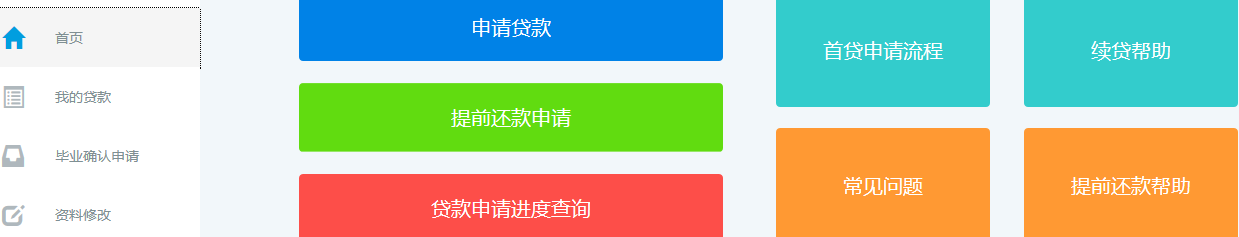 首页
我的贷款
毕业确认申请
资料修改
申请贷款
提前还款申请
贷款申请进度查询
首贷申请流程
续贷帮助
常见问题
提前还款帮助